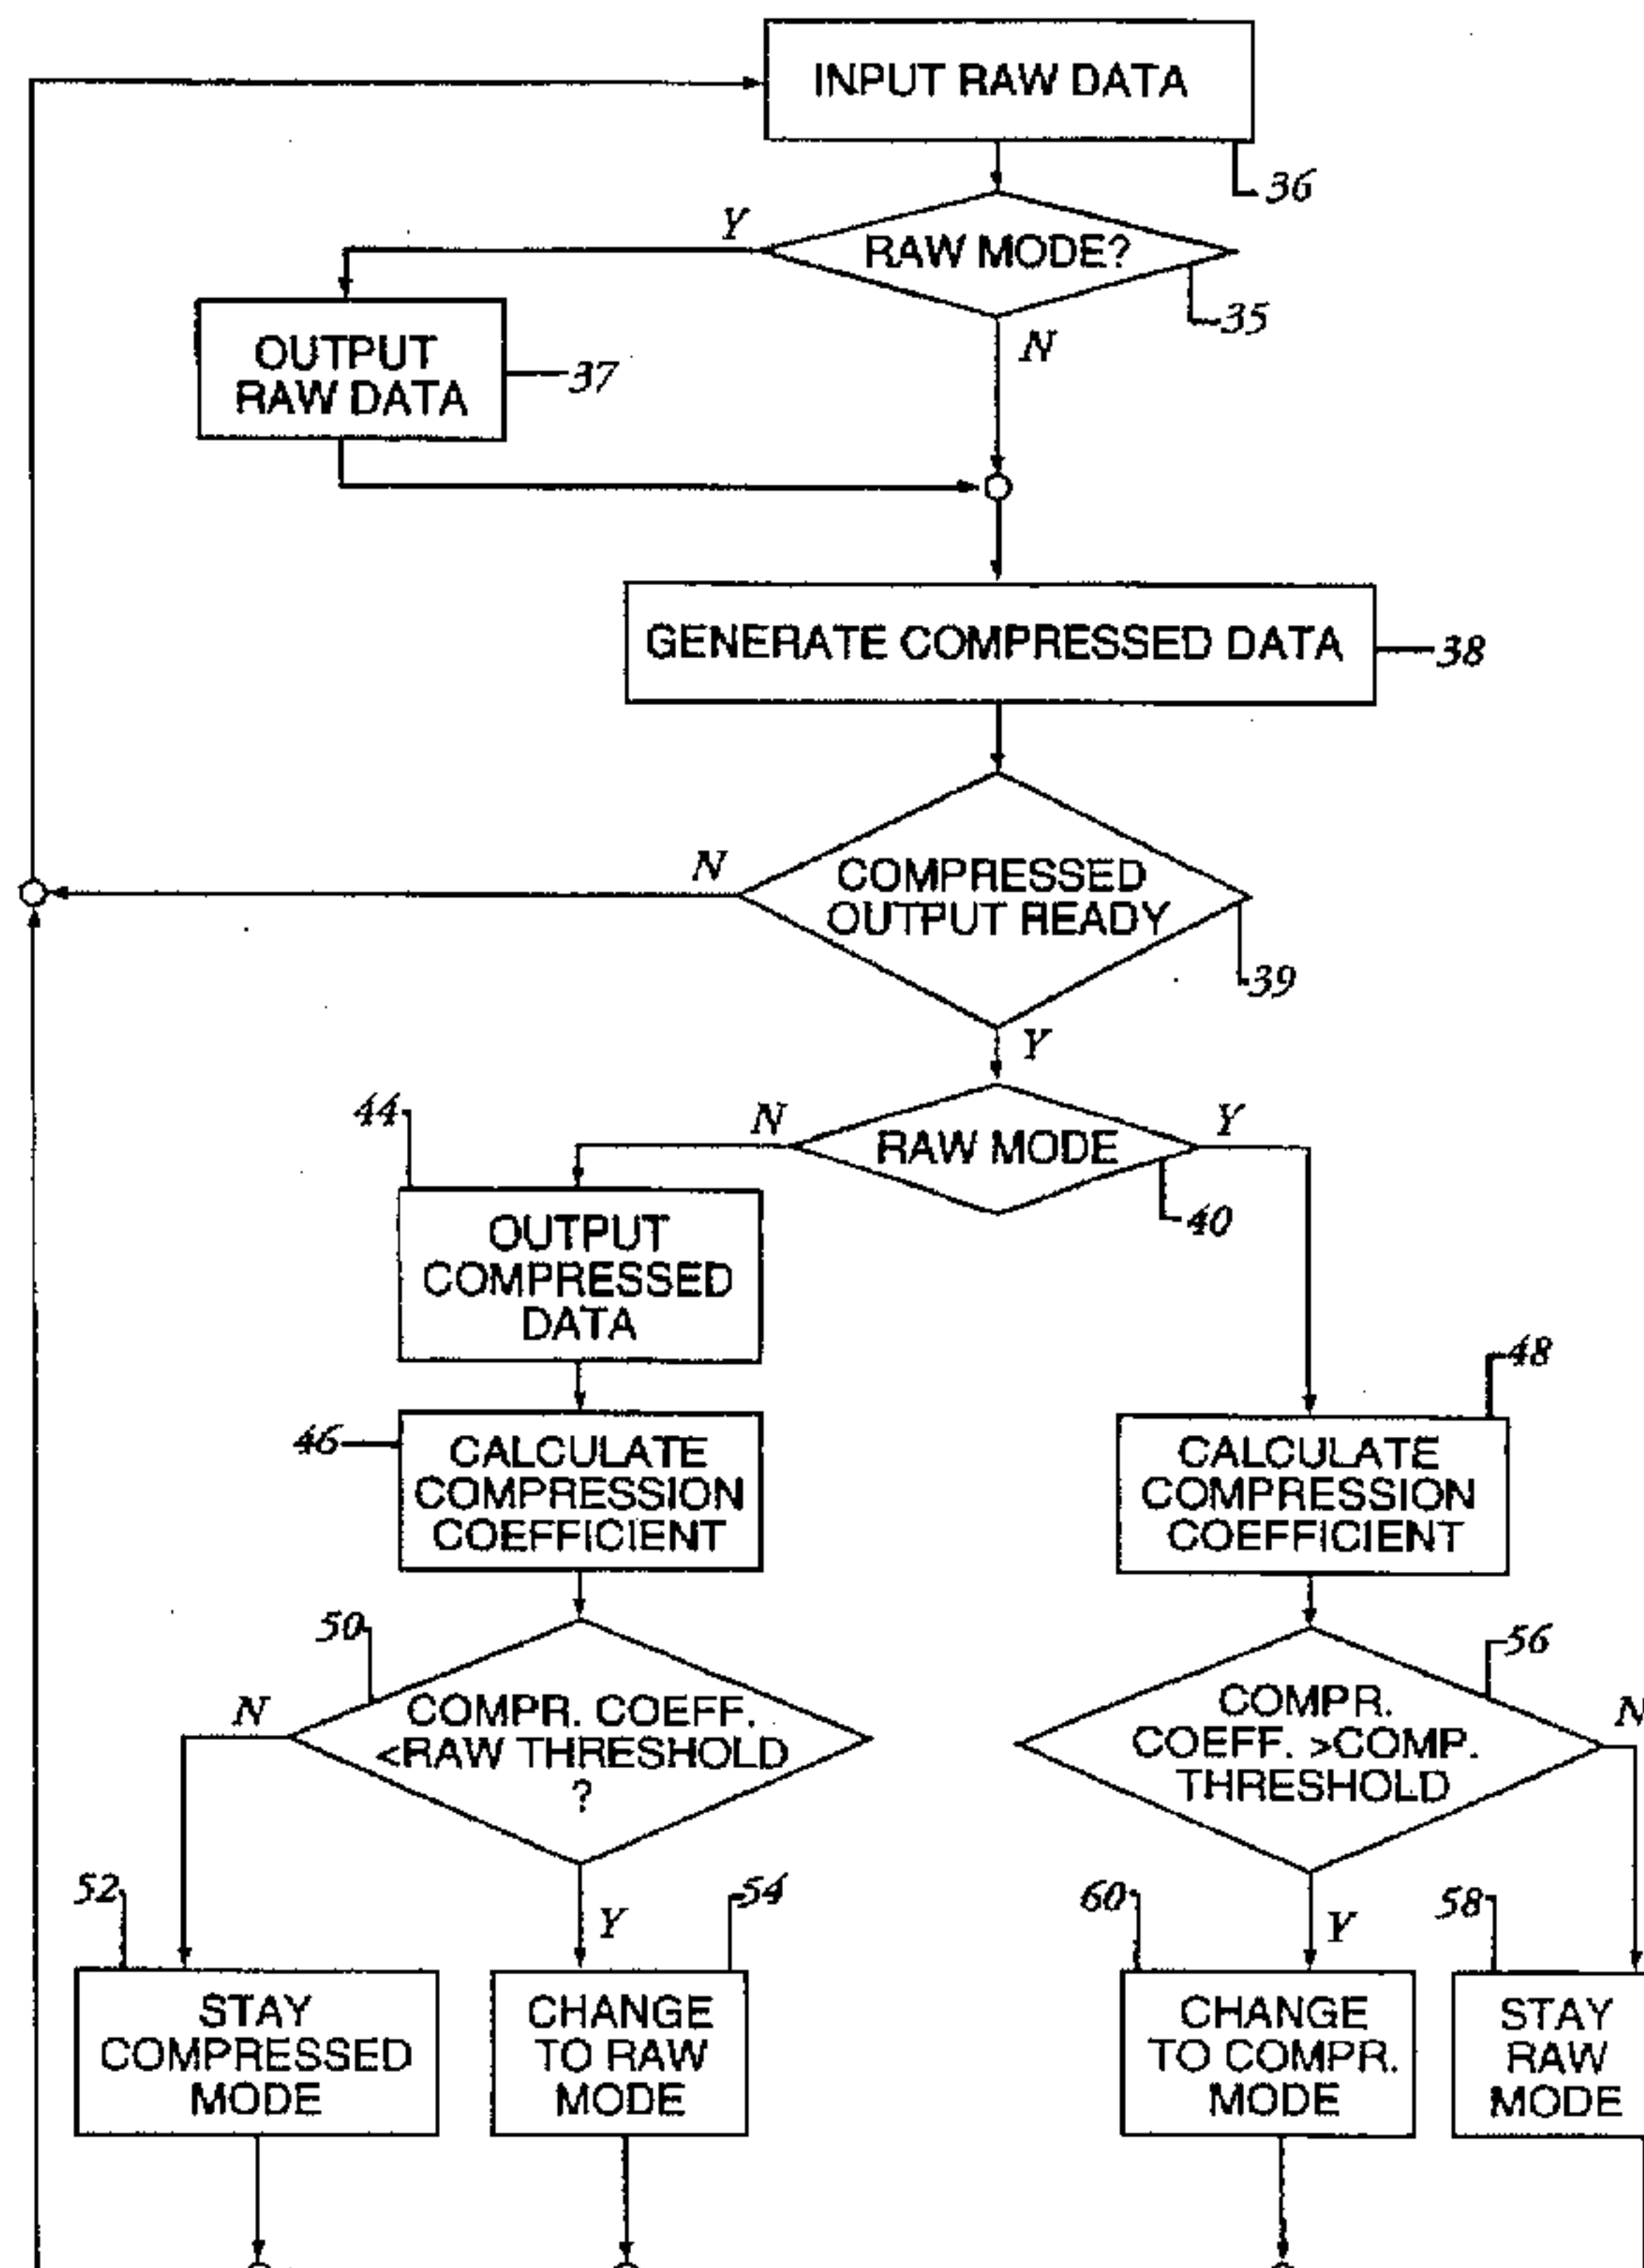 INPUT RAW DATA
36
Y
RAW MODE?
35
N
OUTPUT
RAW DATA
37
GENERATE COMPRESSED DATA
38
N
COMPRESSED
OUTPUT READY
39
Y
44
N
RAW MODE
Y
40
OUTPUT
COMPRESSED
DATA
48
46
CALCULATE
COMPRESSION
COEFFICIENT
CALCULATE
COMPRESSION
COEFFICIENT
50
N
COMPR. COEFF.
<RAW THRESHOLD
?
56
COMPR.
COEFF. >COMP.
THRESHOLD
N
52
54
Y
60
Y
58
STAY
COMPRESSED
MODE
CHANGE
TO RAW
MODE
CHANGE
TO COMPR.
MODE
STAY
RAW
MODE